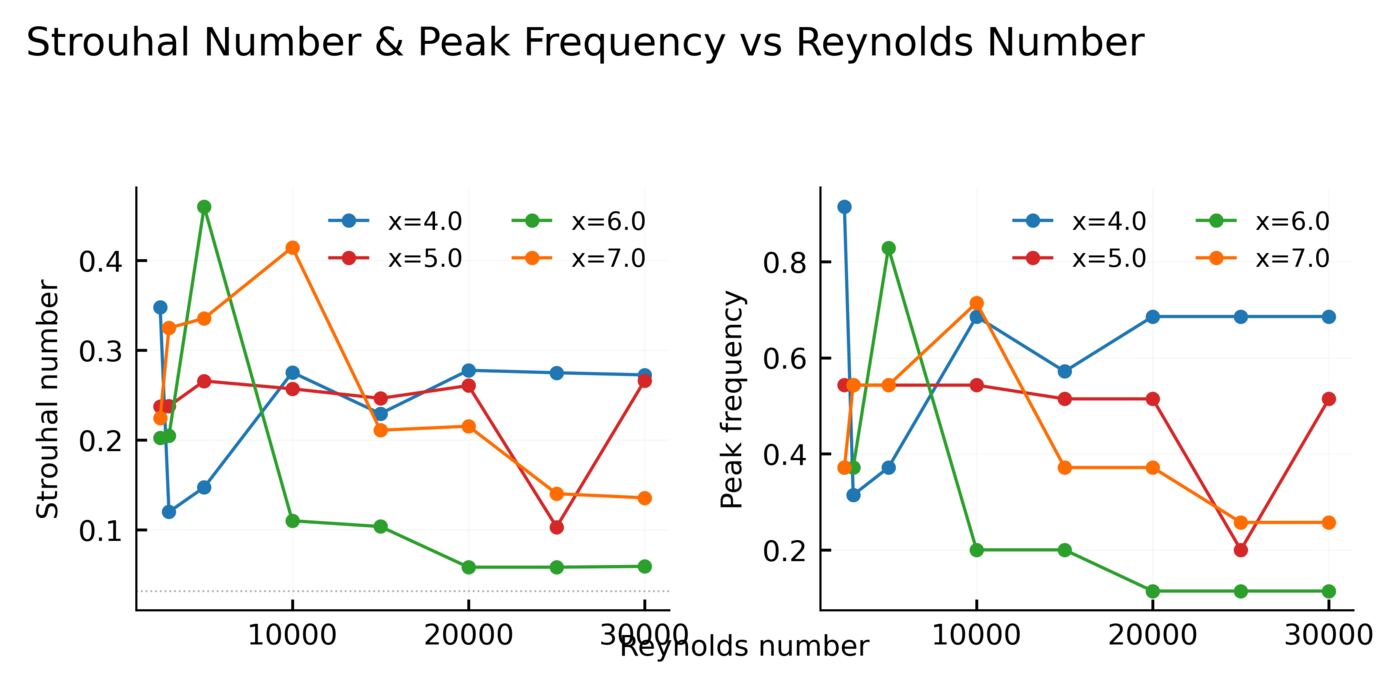 Strouhal Number & Peak Frequency vs Reynolds Number
Strouhal number
0.4
0.3
0.2
0.1
x=4.0
x=5.0
x=6.0
x=7.0
10000
20000
30000
Peak frequency
0.8
0.6
0.4
0.2
x=4.0
x=5.0
x=6.0
x=7.0
10000
20000
30000
Reynolds number